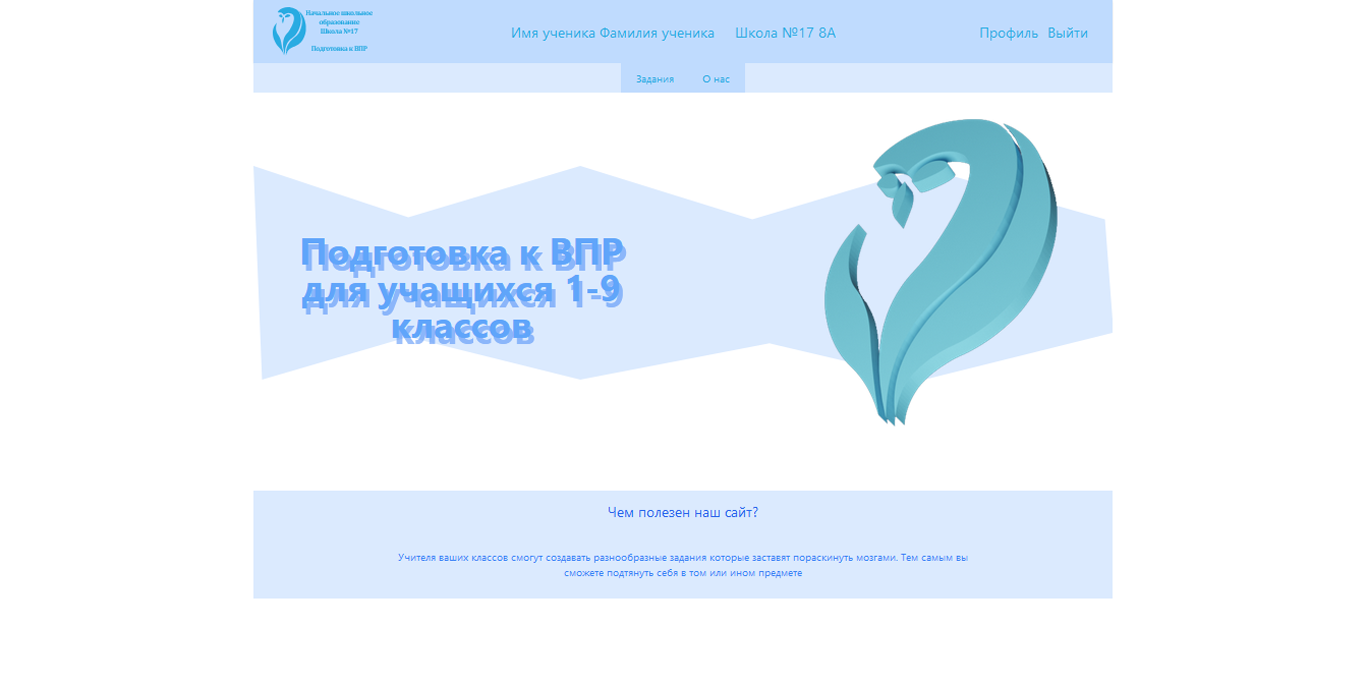 Начальное школьное
образование
Школа №17
Подготовка к ВПР
Имя ученика Фамилия ученика Школа №17 8А
Профиль Выйти
Задания О нас
Подготовка к ВПР
для учащихся 1-9
классов
Чем полезен наш сайт?
Учителя ваших классов смогут создавать разнообразные задания которые заставят пораскинуть мозгами. Тем самым вы
сможете подтянуть себя в том или ином предмете